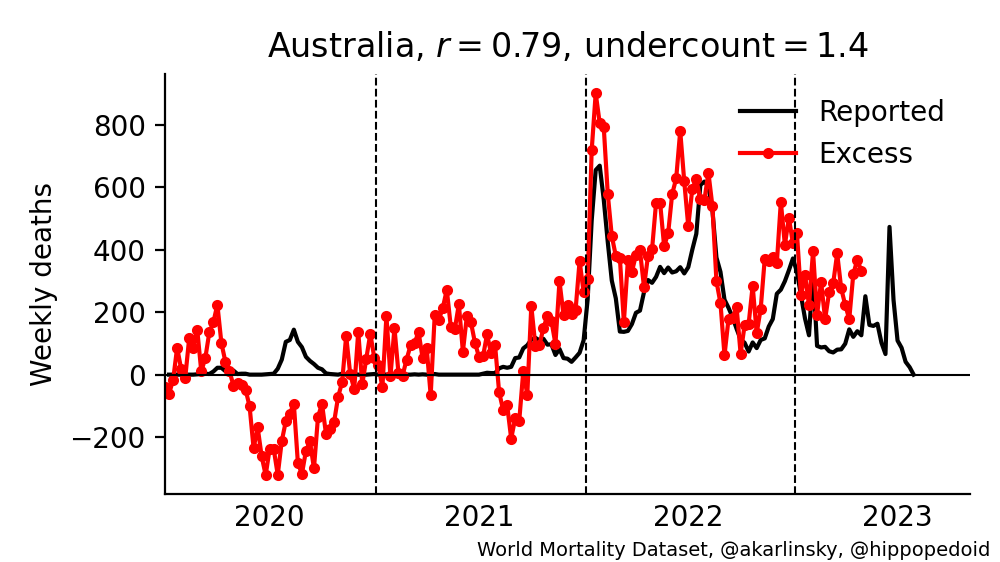 Australia, r = 0.79, undercount = 1.4
Reported
Excess
Weekly deaths
800
600
400
200
0
−200
2020 2021 2022 2023
World Mortality Dataset, @akarlinsky, @hippopedoid